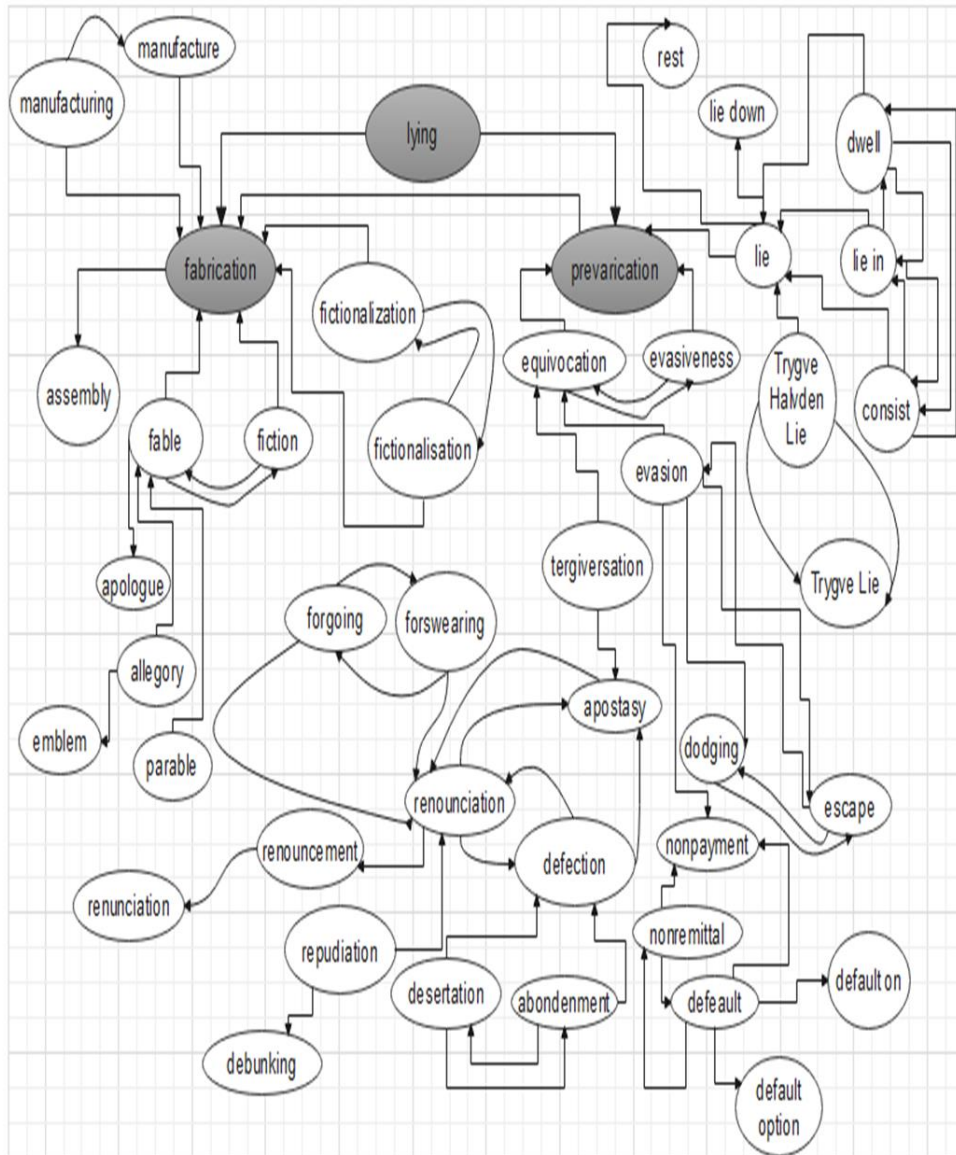 manufacture
manufacturing
rest
lie down
lying
dwell
fabrication
prevarication
lie
lie in
fictionalization
equivocation
evasiveness
assembly
Trygve
Halvden
Lie
consist
fable
fiction
fictionalisation
evasion
tergiversation
apologue
Trygve Lie
forgoing
forswearing
allegory
apostasy
emblem
parable
dodging
renounciation
escape
renouncement
defection
nonpayment
renunciation
nonremittal
repudiation
desertation
abondenment
defeault
default on
debunking
default
option